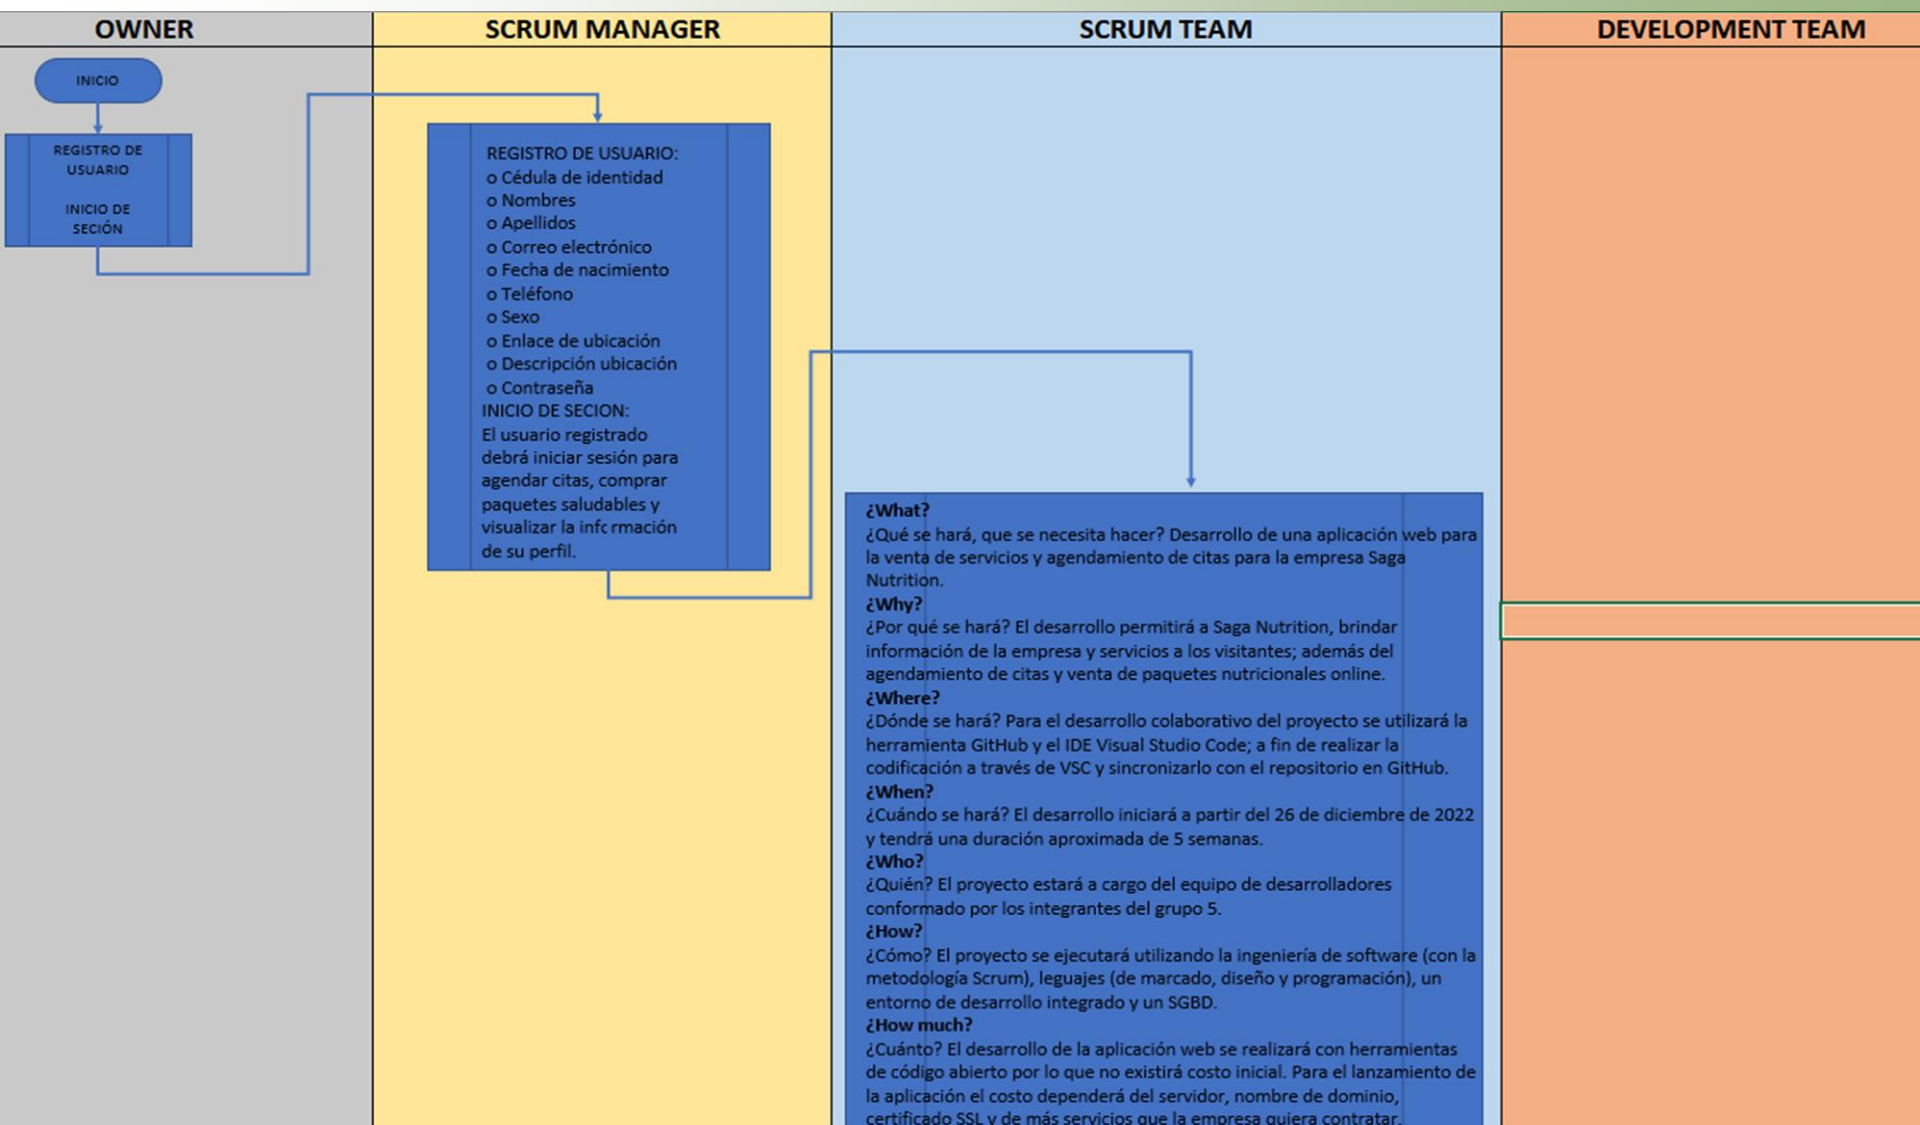 OWNER
SCRUM MANAGER
SCRUM TEAM
DEVELOPMENT TEAM
INICIO
REGISTRO DE
USUARIO
INICIO DE
SECIÓN
REGISTRO DE USUARIO:
o Cédula de identidad
o Nombres
o Apellidos
o Correo electrónico
o Fecha de nacimiento
o Teléfono
o Sexo
o Enlace de ubicación
o Descripción ubicación
o Contraseña
INICIO DE SECION:
El usuario registrado
debrá iniciar sesión para
agendar citas, comprar
paquetes saludables y
visualizar la información
de su perfil.
¿What?
¿Qué se hará, que se necesita hacer? Desarrollo de una aplicación web para
la venta de servicios y agendamiento de citas para la empresa Saga
Nutrition.
¿Why?
¿Por qué se hará? El desarrollo permitirá a Saga Nutrition, brindar
información de la empresa y servicios a los visitantes; además del
agendamiento de citas y venta de paquetes nutricionales online.
¿Where?
¿Dónde se hará? Para el desarrollo colaborativo del proyecto se utilizará la
herramienta GitHub y el IDE Visual Studio Code; a fin de realizar la
codificación a través de VSC y sincronizarlo con el repositorio en GitHub.
¿When?
¿Cuándo se hará? El desarrollo iniciará a partir del 26 de diciembre de 2022
y tendrá una duración aproximada de 5 semanas.
¿Who?
¿Quién? El proyecto estará a cargo del equipo de desarrolladores
conformado por los integrantes del grupo 5.
¿How?
¿Cómo? El proyecto se ejecutará utilizando la ingeniería de software (con la
metodología Scrum), leguajes (de marcado, diseño y programación), un
entorno de desarrollo integrado y un SGBD.
¿How much?
¿Cuánto? El desarrollo de la aplicación web se realizará con herramientas
de código abierto por lo que no existirá costo inicial. Para el lanzamiento de
la aplicación el costo dependerá del servidor, nombre de dominio,
certificado SSL y de más servicios que la empresa quiera contratar.